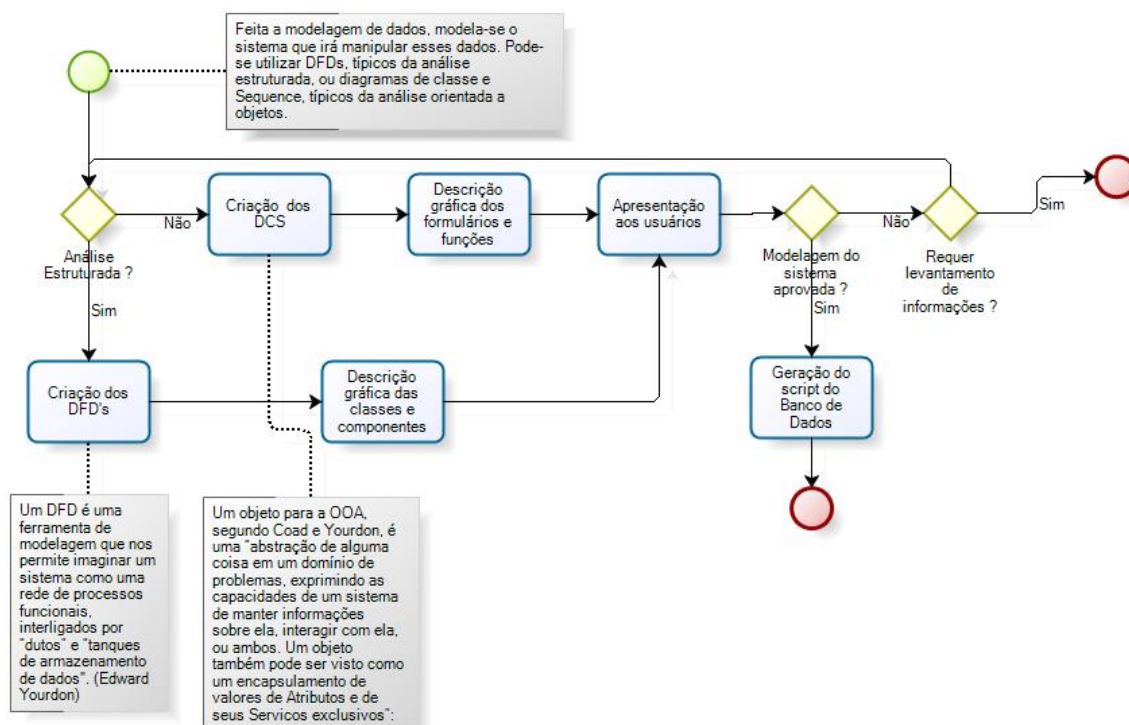 Feita a modelagem de dados, modela-se o
sistema que irá manipular esses dados. Pode-
se utilizar DFDs, típicos da análise
estruturada, ou diagramas de classe e
Sequence, típicos da análise orientada a
objetos.
Análise
Estruturada ?
Não
Sim
Criação dos
DCS
Descrição
gráfica dos
formulários e
funções
Apresentação
aos usuários
Modelagem do
sistema
aprovada ?
Não
Sim
Requer
levantamento
de
informações ?
Sim
Criação dos
DFD's
Descrição
gráfica das
classes e
componentes
Geração do
script do
Banco de
Dados
Um DFD é uma
ferramenta de
modelagem que nos
permite imaginar um
sistema como uma
rede de processos
funcionais,
interligados por
"dutos" e "tanques
de armazenamento
de dados". (Edward
Yourdon)
Um objeto para a OOA,
segundo Coad e Yourdon, é
uma "abstração de alguma
coisa em um domínio de
problemas, exprimindo as
capacidades de um sistema
de manter informações
sobre ela, interagir com ela,
ou ambos. Um objeto
também pode ser visto como
um encapsulamento de
valores de Atributos e de
seus Servicos exclusivos":